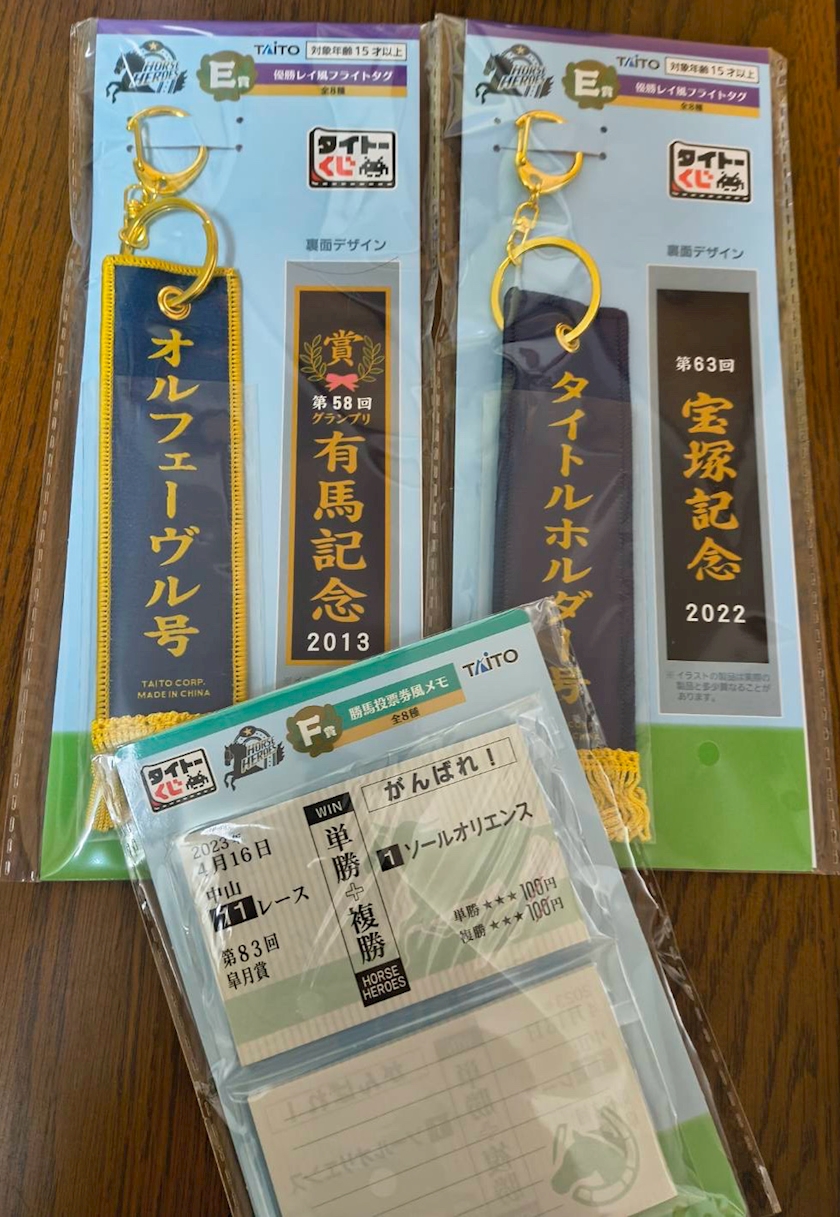 HORSE HEROES
E賞
TAITO
対象年齢15才以上
優勝レイ風フライトタグ
全8種
タイトーくじ
裏面デザイン
オルフェーヴル号
TAITO CORP.
MADE IN CHINA
賞
第58回
グランプリ
有馬記念
2013
HORSE HEROES
E賞
TAITO
対象年齢15才以上
優勝レイ風フライトタグ
全8種
タイトーくじ
裏面デザイン
タイトルホルダー号
第63回
宝塚記念
2022
※イラストの製品は実際の
製品と多少異なることが
あります。
タイトーくじ
HORSE HEROES
F賞
勝馬投票券風メモ
全8種
TAITO
2023年
4月16日
中山
11レース
第83回
皐月賞
WIN
単勝+複勝
HORSE
HEROES
がんばれ!
1 ソールオリエンス
単勝★★★100円
複勝★★★100円